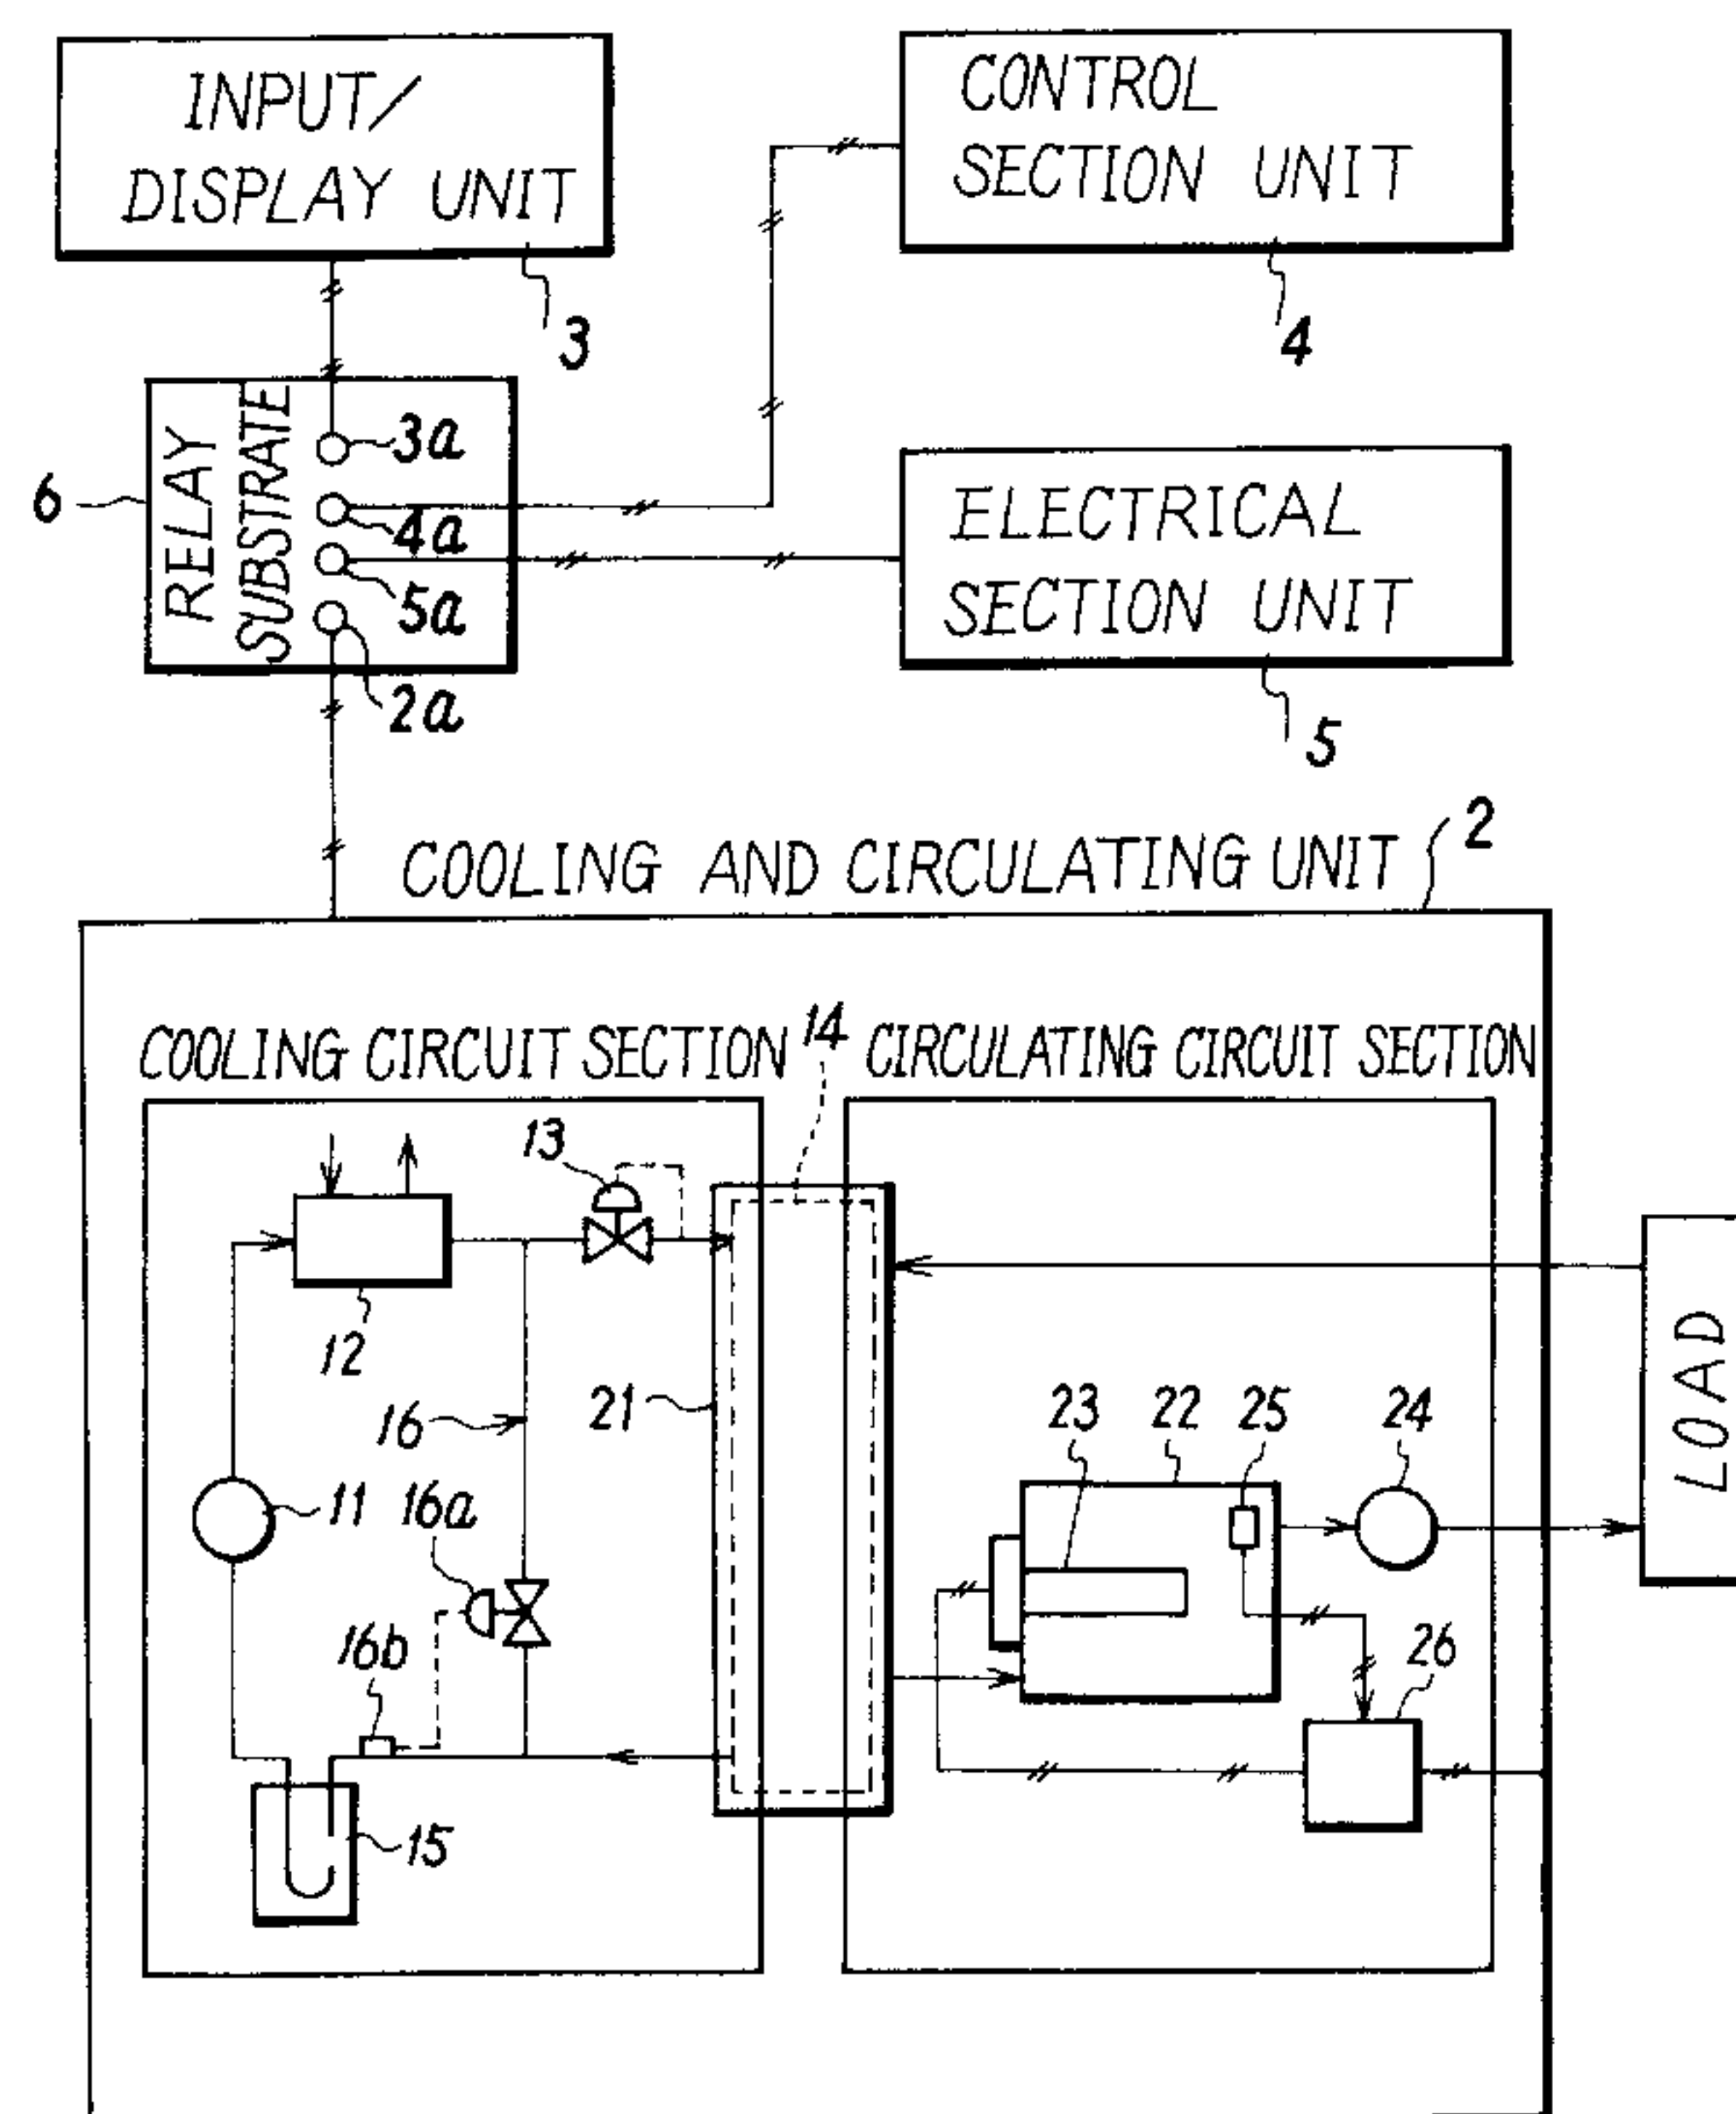 INPUT/
DISPLAY UNIT
3
CONTROL
SECTION UNIT
4
RELAY
SUBSTRATE
6
3a
4a
5a
2a
ELECTRICAL
SECTION UNIT
5
COOLING AND CIRCULATING UNIT
2
COOLING CIRCUIT SECTION
14
CIRCULATING CIRCUIT SECTION
13
12
21
16
11
16a
16b
15
23
22
25
24
26
LOAD